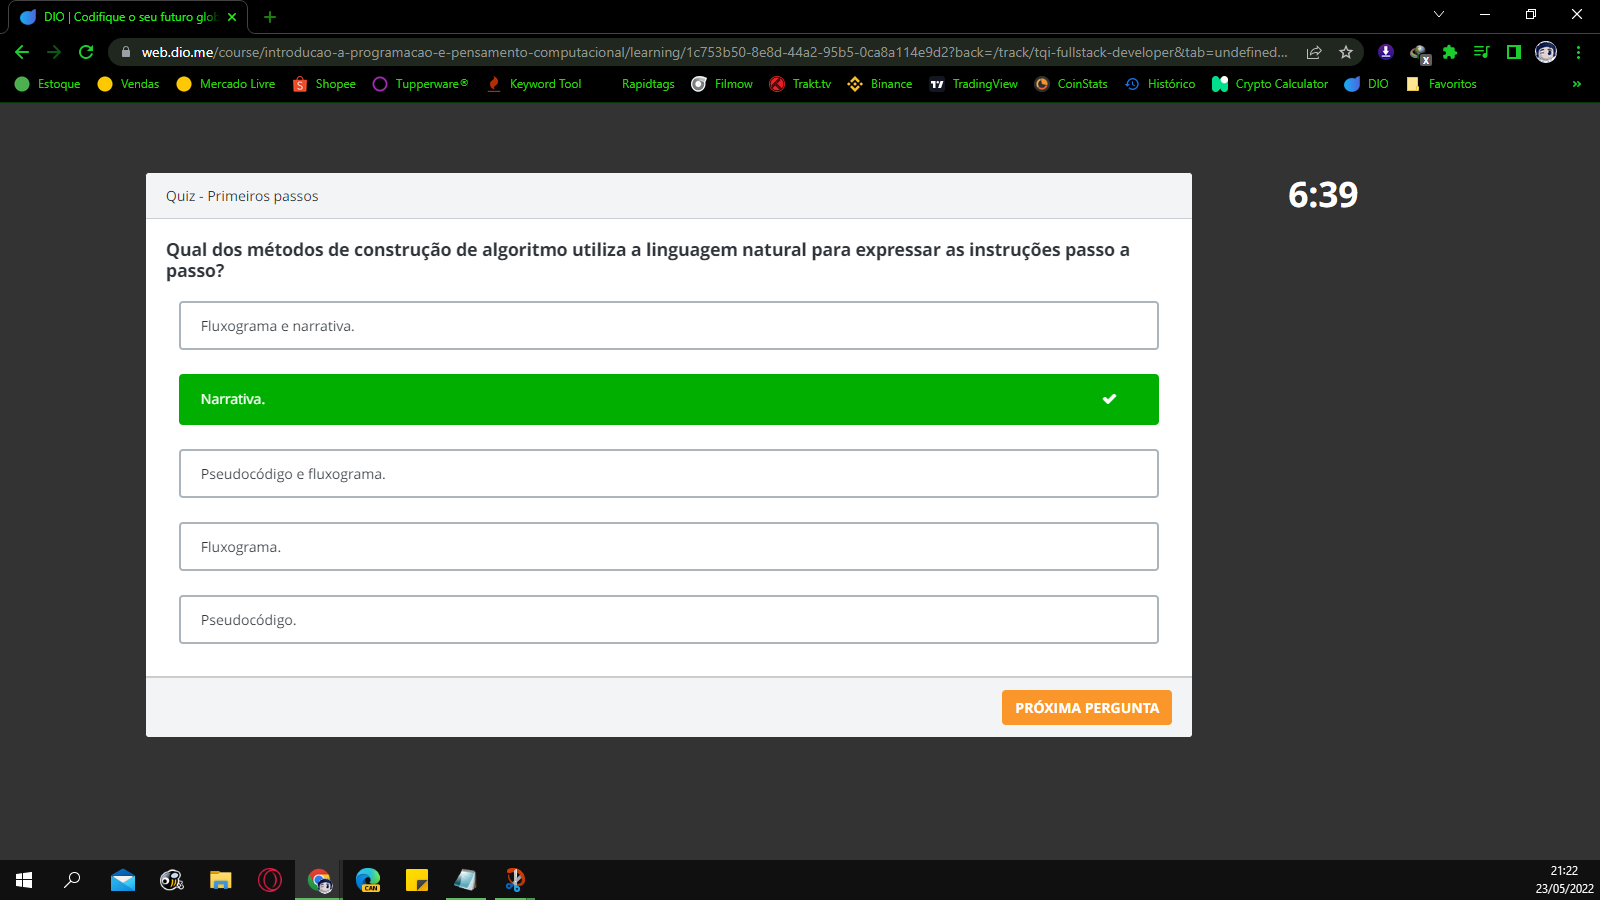 DIO | Codifique o seu futuro glob
web.dio.me/course/introducao-a-programacao-e-pensamento-computacional/learning/1c753b50-8e8d-44a2-95b5-0ca8a114e9d2?back=/track/tqi-fullstack-developer&tab=undefined...
Estoque Vendas Mercado Livre Shopee Tupperware® Keyword Tool Rapidtags Filmow Trakt.tv Binance TradingView CoinStats Histórico Crypto Calculator DIO Favoritos »
Quiz - Primeiros passos
6:39
Qual dos métodos de construção de algoritmo utiliza a linguagem natural para expressar as instruções passo a
passo?
Fluxograma e narrativa.
Narrativa.
Pseudocódigo e fluxograma.
Fluxograma.
Pseudocódigo.
PRÓXIMA PERGUNTA
CAN
21:22
23/05/2022